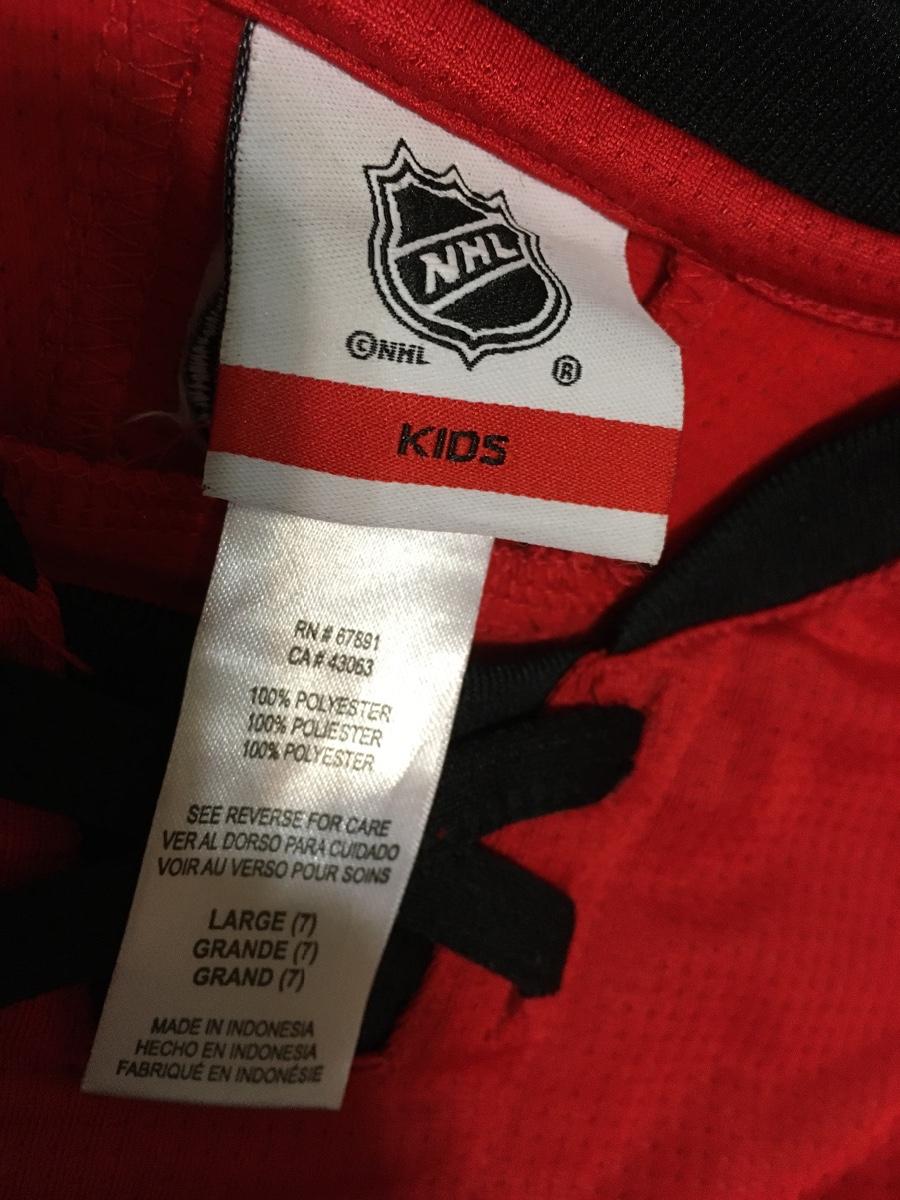 NHL
©NHL ®
KIDS
RN # 67891
CA # 43063
100% POLYESTER
100% POLIESTER
100% POLYESTER
SEE REVERSE FOR CARE
VER AL DORSO PARA CUIDADO
VOIR AU VERSO POUR SOINS
LARGE (7)
GRANDE (7)
GRAND (7)
MADE IN INDONESIA
HECHO EN INDONESIA
FABRIQUÉ EN INDONÉSIE